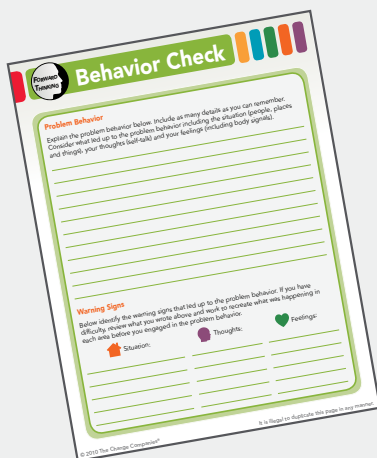 FORWARD
THINKING
Behavior Check
Problem Behavior
Explain the problem behavior below. Include as many details as you can remember.
Consider what led up to the problem behavior including the situation (people, places
and things), your thoughts (self-talk) and your feelings (including body signals).
Warning Signs
Below identify the warning signs that led up to the problem behavior. If you have
difficulty, review what you wrote above and work to recreate what was happening in
each area before you engaged in the problem behavior.
Situation: Thoughts: Feelings:
© 2010 The Change Companies® It is illegal to duplicate this page in any manner.